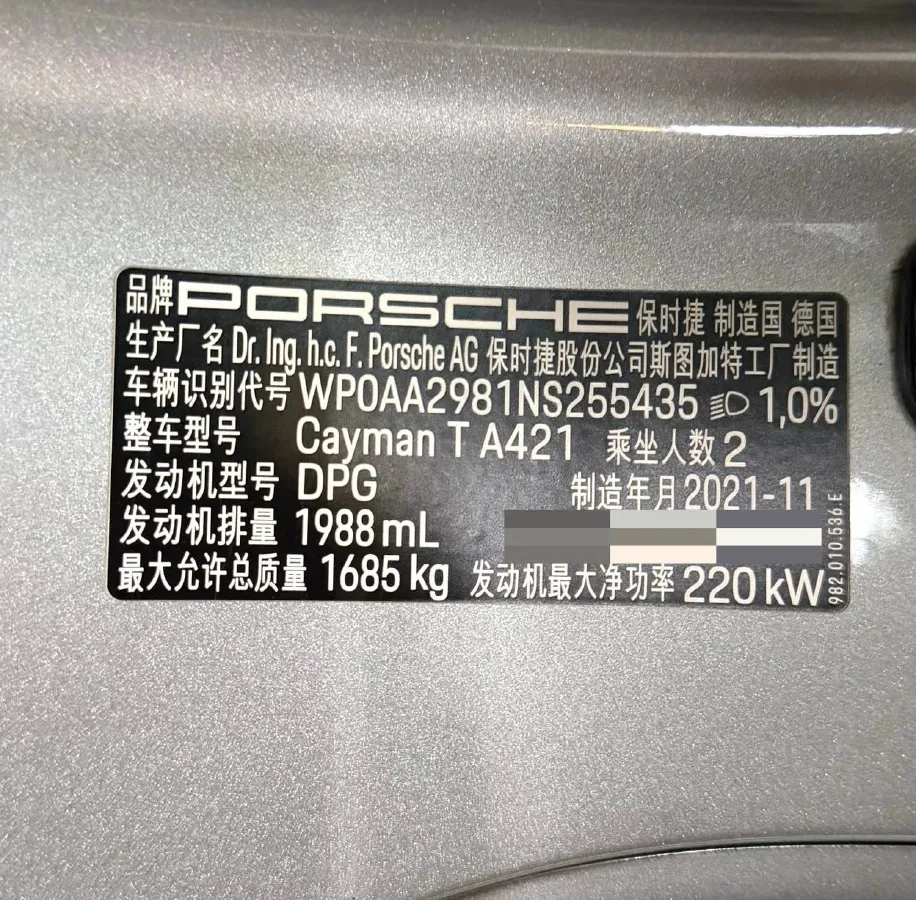 品牌 PORSCHE 保时捷 制造国 德国
生产厂名 Dr. Ing. h.c. F. Porsche AG 保时捷股份公司斯图加特工厂制造
车辆识别代号 WP0AA2981NS255435 1,0%
整车型号 Cayman T A421 乘坐人数 2
发动机型号 DPG 制造年月 2021-11
发动机排量 1988 mL
最大允许总质量 1685 kg 发动机最大净功率 220 kW
982.010.536.E